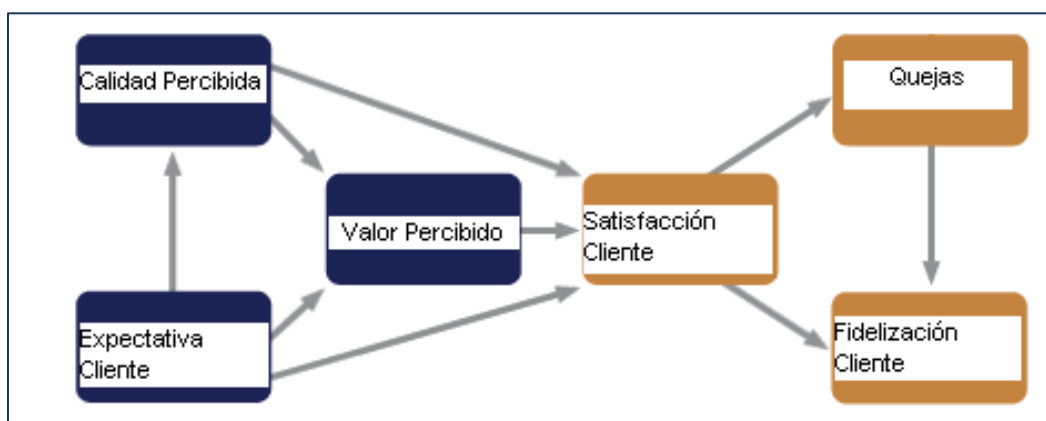 Calidad Percibida
Quejas
Valor Percibido
Satisfacción
Cliente
Expectativa
Cliente
Fidelización
Cliente